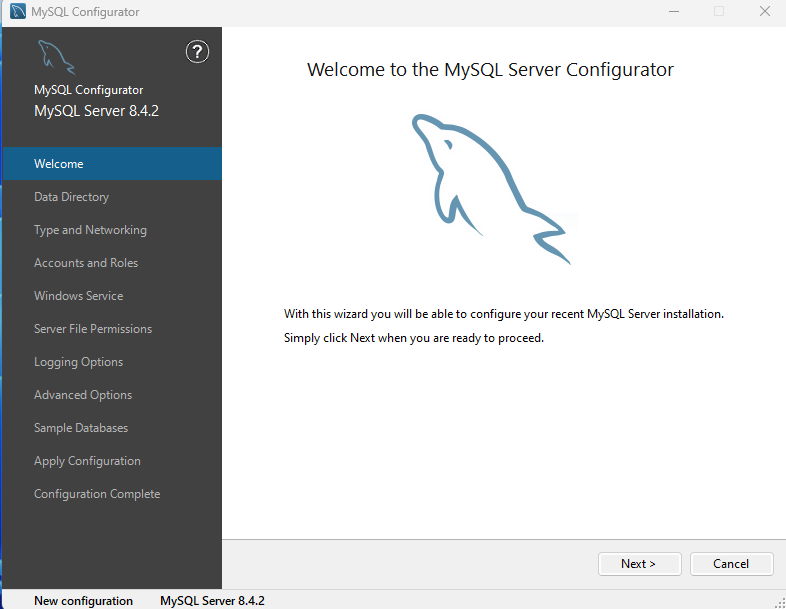 MySQL Configurator
?
MySQL Configurator
MySQL Server 8.4.2
Welcome
Data Directory
Type and Networking
Accounts and Roles
Windows Service
Server File Permissions
Logging Options
Advanced Options
Sample Databases
Apply Configuration
Configuration Complete
Welcome to the MySQL Server Configurator
With this wizard you will be able to configure your recent MySQL Server installation.
Simply click Next when you are ready to proceed.
Next > Cancel
New configuration MySQL Server 8.4.2